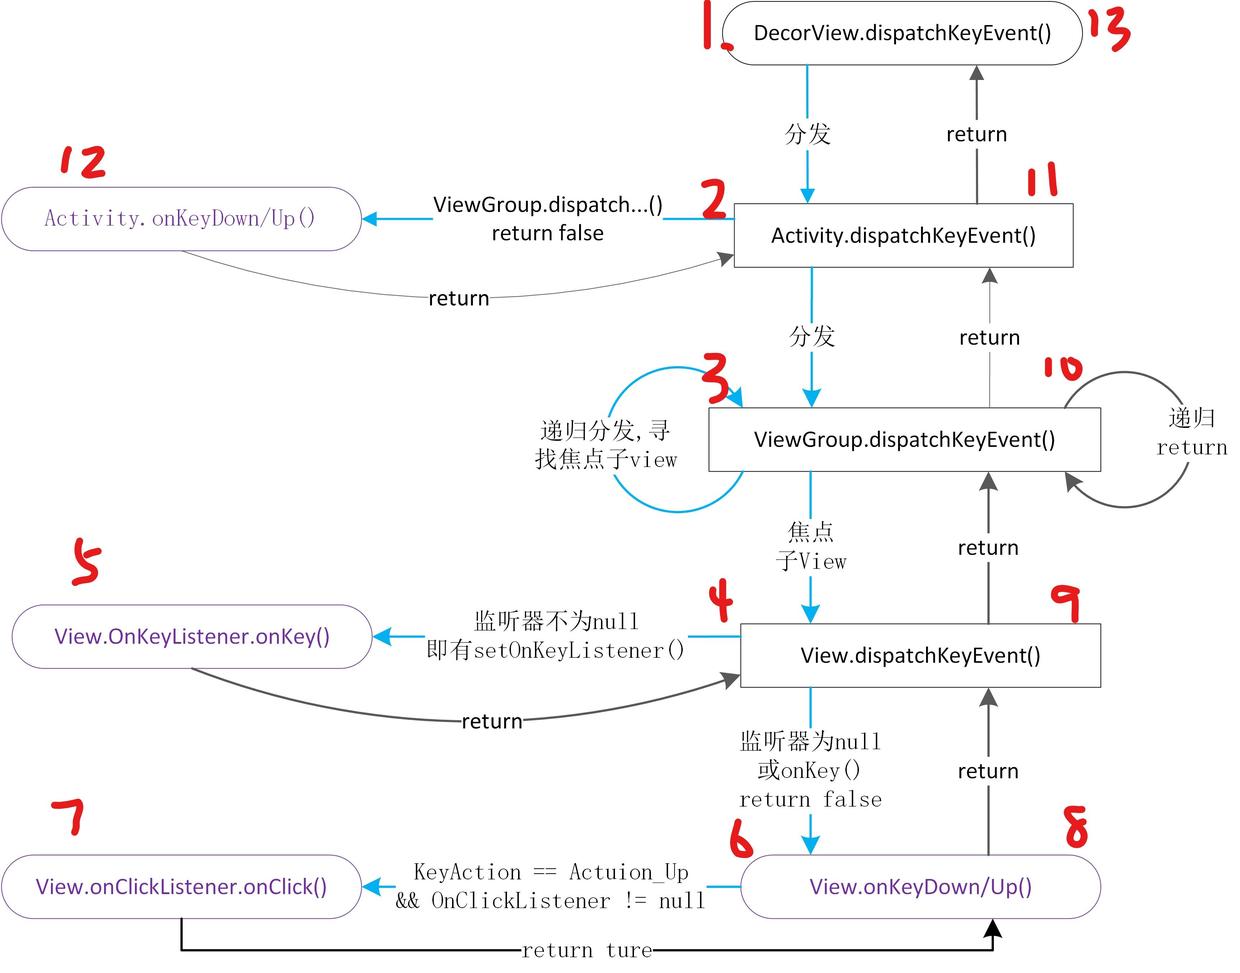 1.
DecorView.dispatchKeyEvent()
13
分发
return
12
Activity.onKeyDown/Up()
ViewGroup.dispatch...()
return false
2
11
Activity.dispatchKeyEvent()
return
分发
return
3
10
递归分发,寻
找焦点子view
ViewGroup.dispatchKeyEvent()
递归
return
焦点
子View
return
5
View.OnKeyListener.onKey()
监听器不为null
即有setOnKeyListener()
4
9
View.dispatchKeyEvent()
return
监听器为null
或onKey()
return false
return
7
View.onClickListener.onClick()
KeyAction == Actuion_Up
&& OnClickListener != null
6
8
View.onKeyDown/Up()
return ture